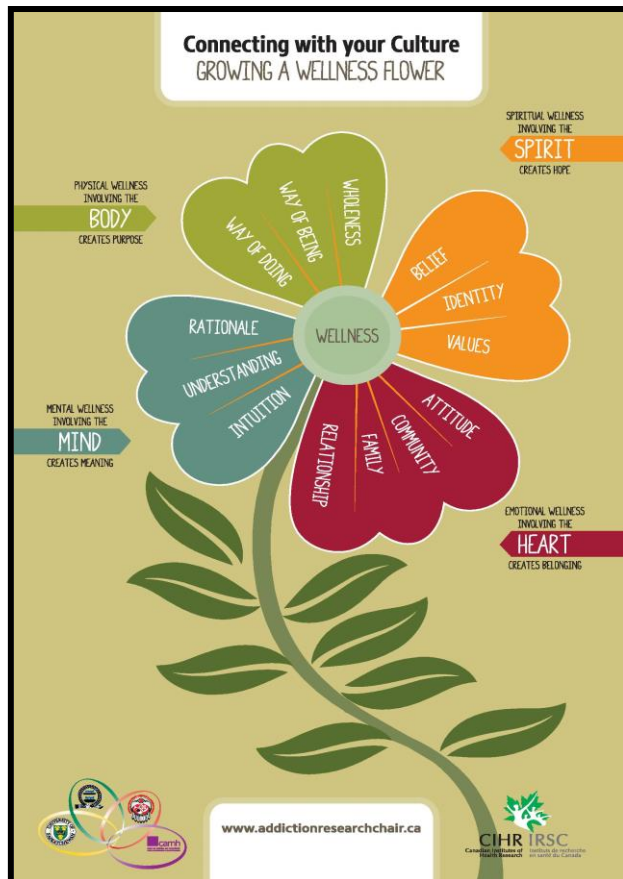 Connecting with your Culture
GROWING A WELLNESS FLOWER
SPIRITUAL WELLNESS
INVOLVING THE
SPIRIT
CREATES HOPE
PHYSICAL WELLNESS
INVOLVING THE
BODY
CREATES PURPOSE
WAY OF DOING
WAY OF BEING
WHOLENESS
BELIEF
IDENTITY
VALUES
WELLNESS
RATIONALE
UNDERSTANDING
INTUITION
RELATIONSHIP
FAMILY
COMMUNITY
ATTITUDE
MENTAL WELLNESS
INVOLVING THE
MIND
CREATES MEANING
EMOTIONAL WELLNESS
INVOLVING THE
HEART
CREATES BELONGING
camh
www.addictionresearchchair.ca
CIHR IRSC
Canadian Institutes of
Health Research
Instituts de recherche
en santé du Canada